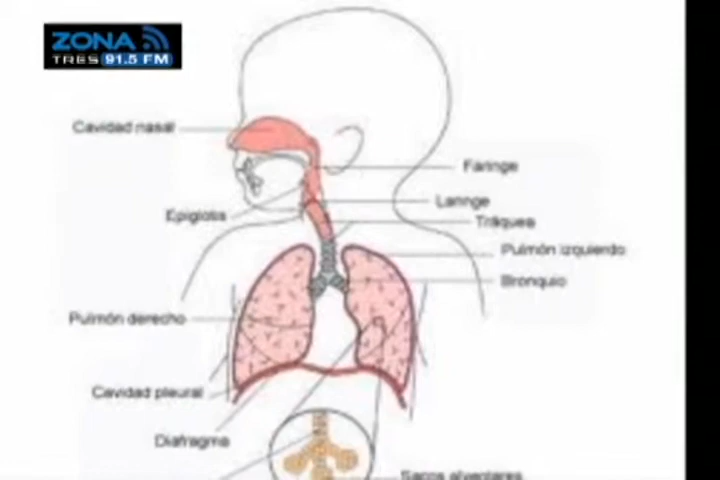 ZONA
TRES 91.5 FM
Cavidad nasal
Faringe
Laringe
Epiglotis
Tráquea
Pulmón izquierdo
Bronquio
Pulmón derecho
Cavidad pleural
Diafragma
Sacos alveolares